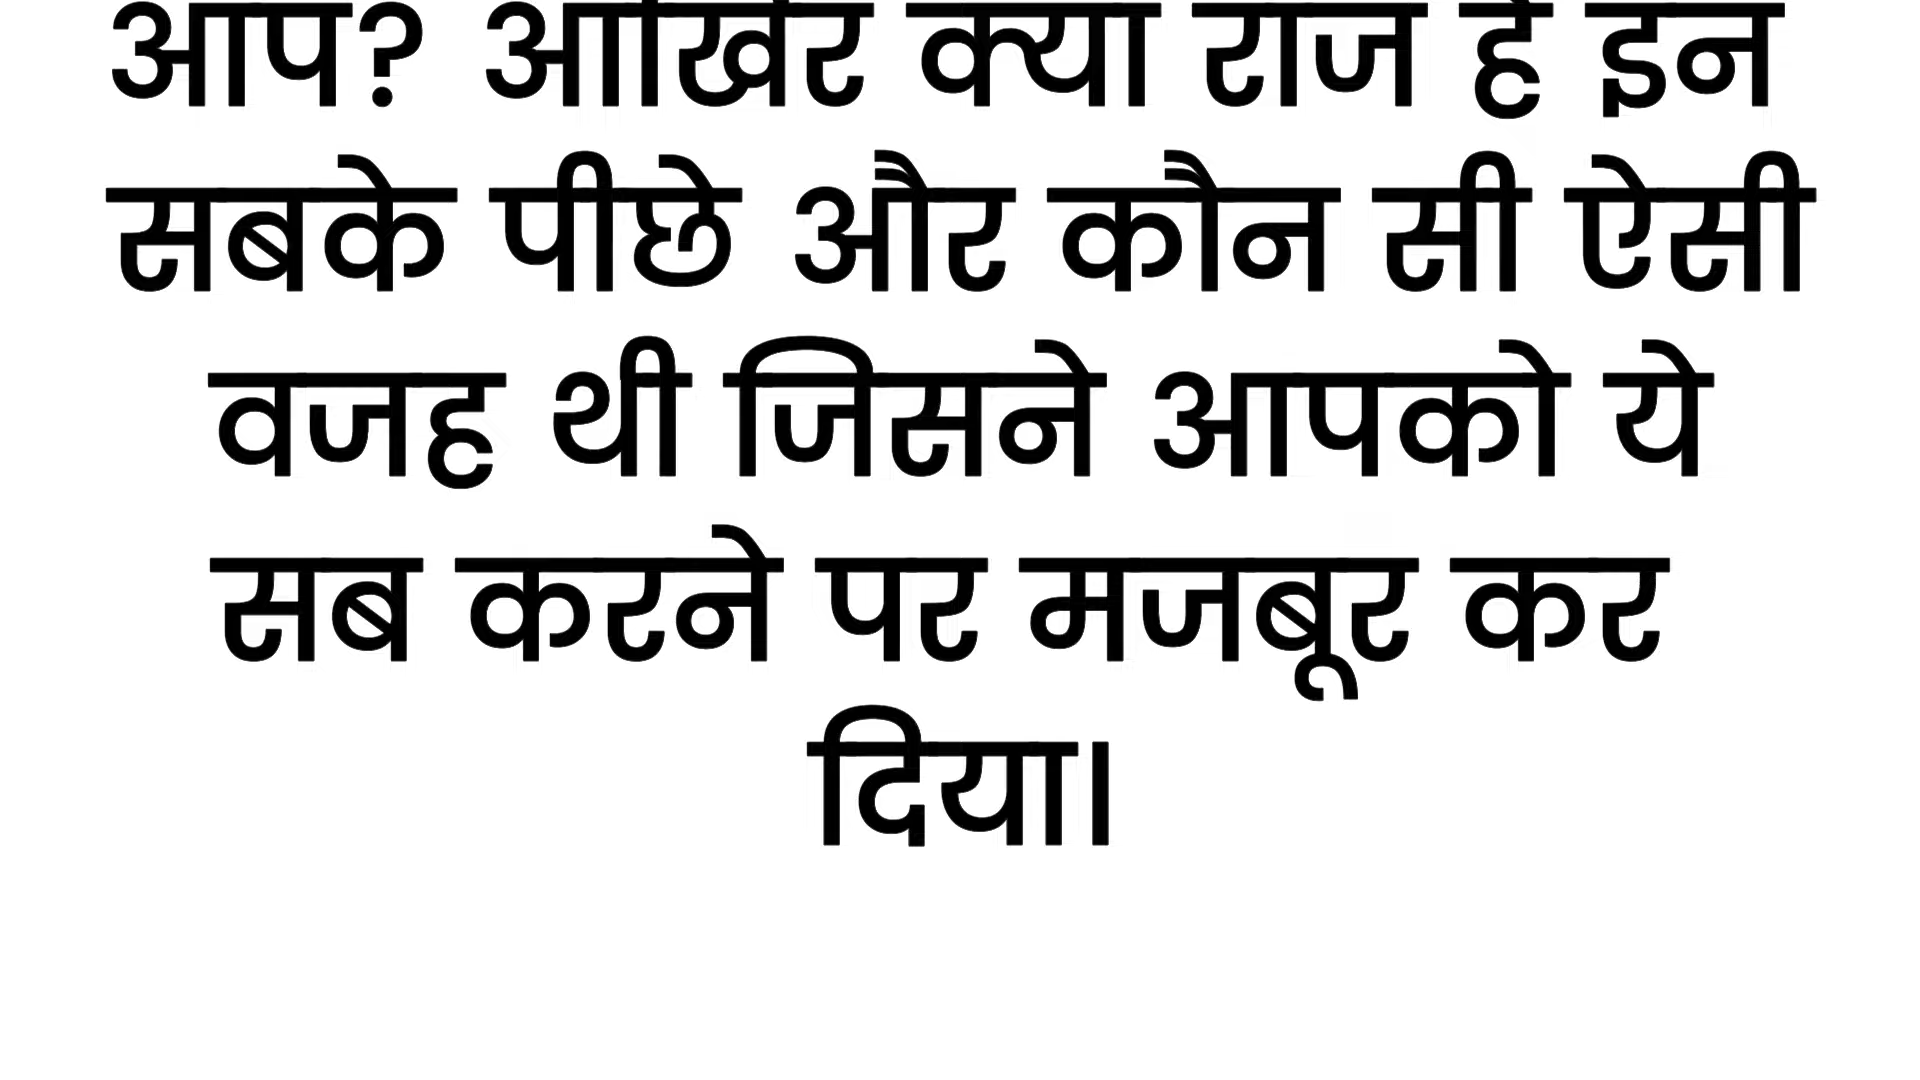 आप? आखिर क्या राज है इन
सबके पीछे और कौन सी ऐसी
वजह थी जिसने आपको ये
सब करने पर मजबूर कर
दिया।